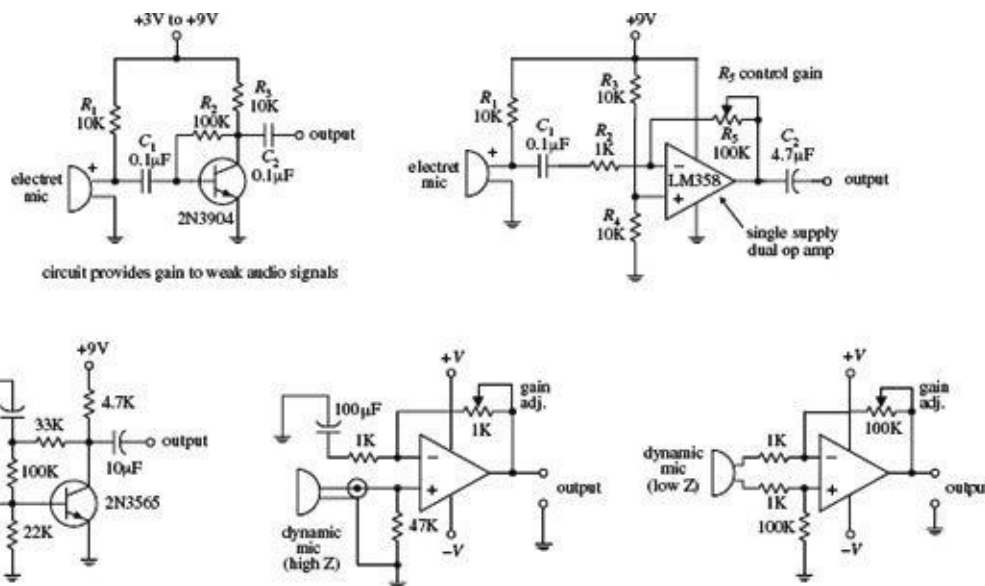 +3V to +9V
R1
10K
R2
100K
R3
10K
C1
0.1µF
C2
0.1µF
output
electret
mic
2N3904
circuit provides gain to weak audio signals
+9V
R1
10K
C1
0.1µF
R2
1K
R3
10K
R4
10K
R5 control gain
R5
100K
C2
4.7µF
electret
mic
LM358
output
single supply
dual op amp
+9V
4.7K
33K
output
100K
10µF
2N3565
22K
+V
gain
adj.
100µF
1K
1K
output
47K
dynamic
mic
(high Z)
−V
+V
gain
adj.
100K
1K
dynamic
mic
(low Z)
1K
output
100K
−V